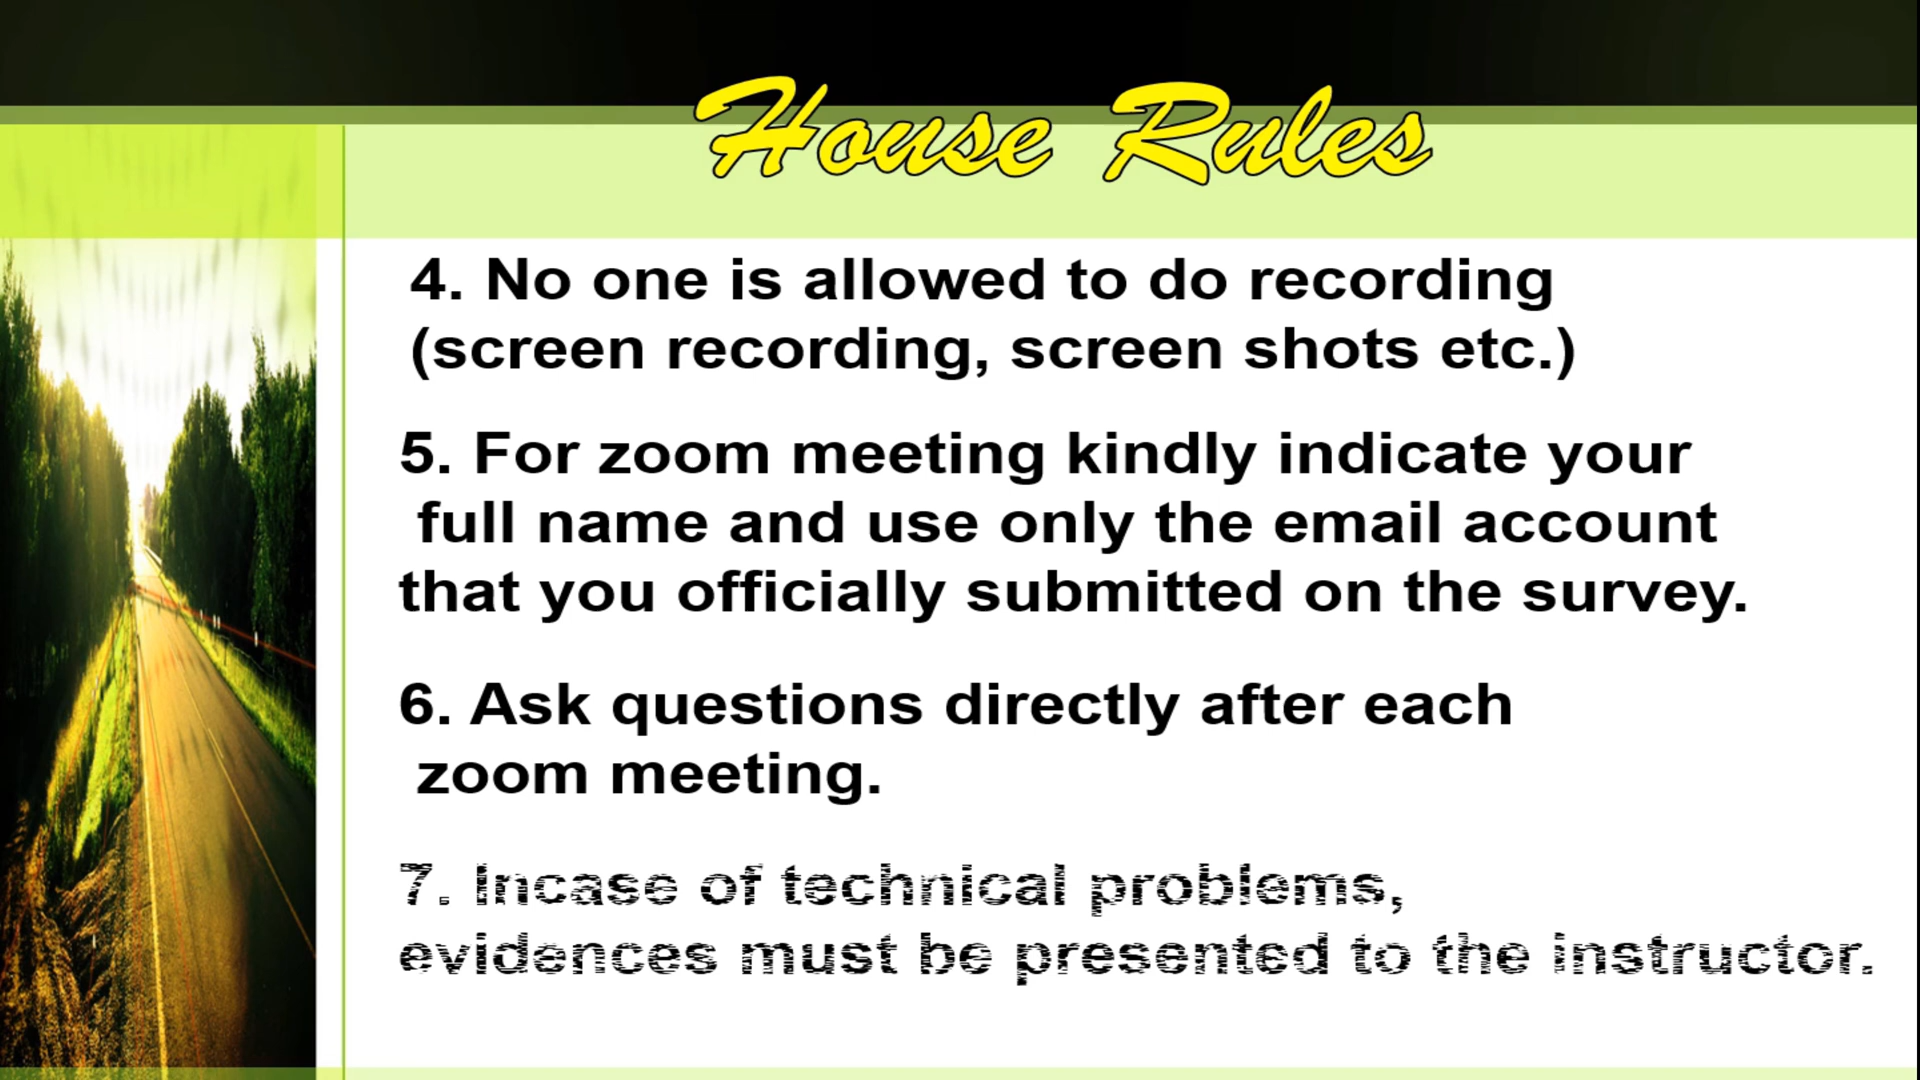 House Rules
4. No one is allowed to do recording
(screen recording, screen shots etc.)
5. For zoom meeting kindly indicate your
full name and use only the email account
that you officially submitted on the survey.
6. Ask questions directly after each
zoom meeting.
7. Incase of technical problems,
evidences must be presented to the instructor.